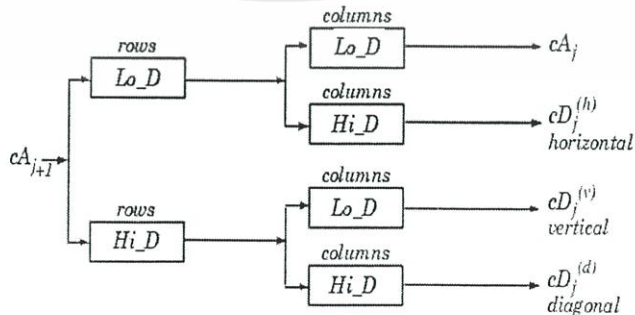 columns
rows
Lo_D
cA_j
Lo_D
columns
Hi_D
cD_j^(h)
horizontal
cA_{j+1}
columns
rows
Lo_D
cD_j^(v)
vertical
Hi_D
columns
Hi_D
cD_j^(d)
diagonal